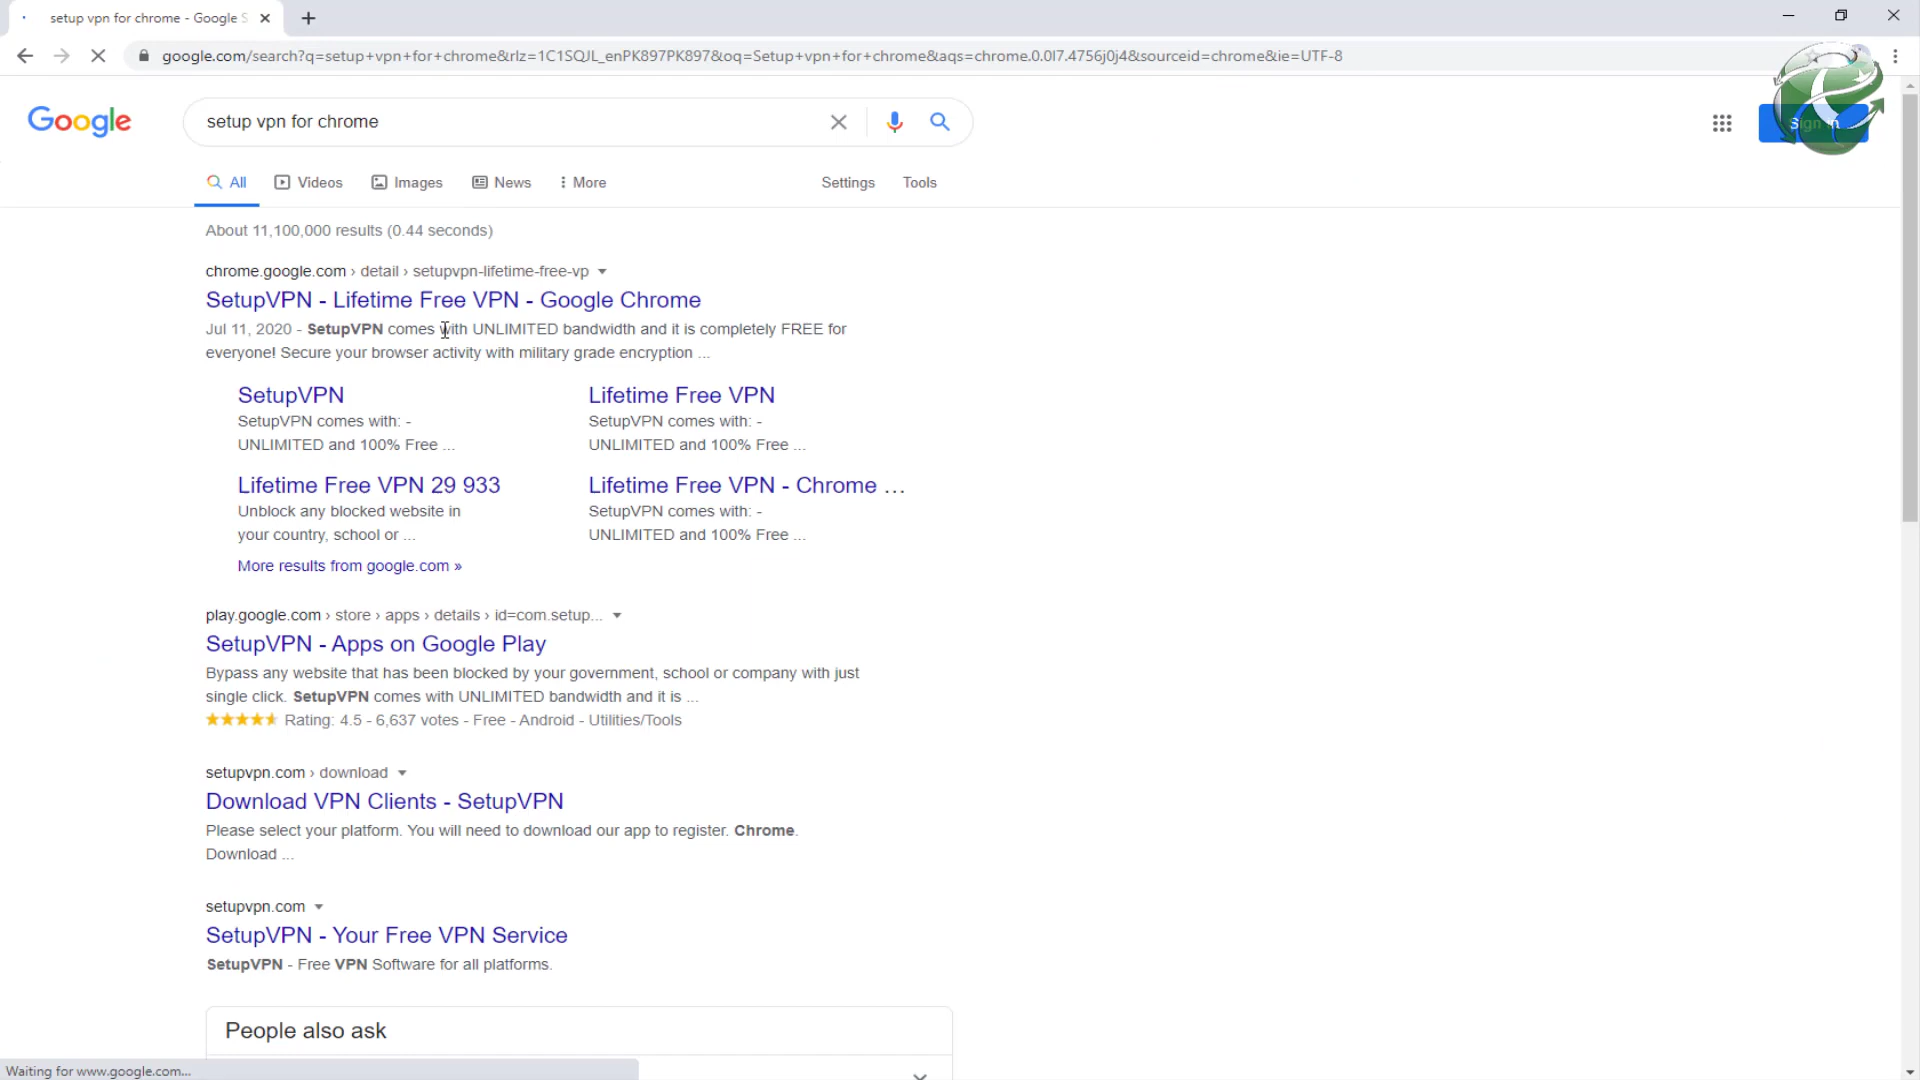 setup vpn for chrome - Google S
google.com/search?q=setup+vpn+for+chrome&rlz=1C1SQJL_enPK897PK897&oq=Setup+vpn+for+chrome&aqs=chrome.0.0l7.4756j0j4&sourceid=chrome&ie=UTF-8
Google
setup vpn for chrome
Sign in
All Videos Images News More Settings Tools
About 11,100,000 results (0.44 seconds)
chrome.google.com › detail › setupvpn-lifetime-free-vp
SetupVPN - Lifetime Free VPN - Google Chrome
Jul 11, 2020 - SetupVPN comes with UNLIMITED bandwidth and it is completely FREE for
everyone! Secure your browser activity with military grade encryption ...
SetupVPN
SetupVPN comes with: -
UNLIMITED and 100% Free ...
Lifetime Free VPN
SetupVPN comes with: -
UNLIMITED and 100% Free ...
Lifetime Free VPN 29 933
Unblock any blocked website in
your country, school or ...
Lifetime Free VPN - Chrome ...
SetupVPN comes with: -
UNLIMITED and 100% Free ...
More results from google.com »
play.google.com › store › apps › details › id=com.setup...
SetupVPN - Apps on Google Play
Bypass any website that has been blocked by your government, school or company with just
single click. SetupVPN comes with UNLIMITED bandwidth and it is ...
Rating: 4.5 - 6,637 votes - Free - Android - Utilities/Tools
setupvpn.com › download
Download VPN Clients - SetupVPN
Please select your platform. You will need to download our app to register. Chrome.
Download ...
setupvpn.com
SetupVPN - Your Free VPN Service
SetupVPN - Free VPN Software for all platforms.
People also ask
Waiting for www.google.com...